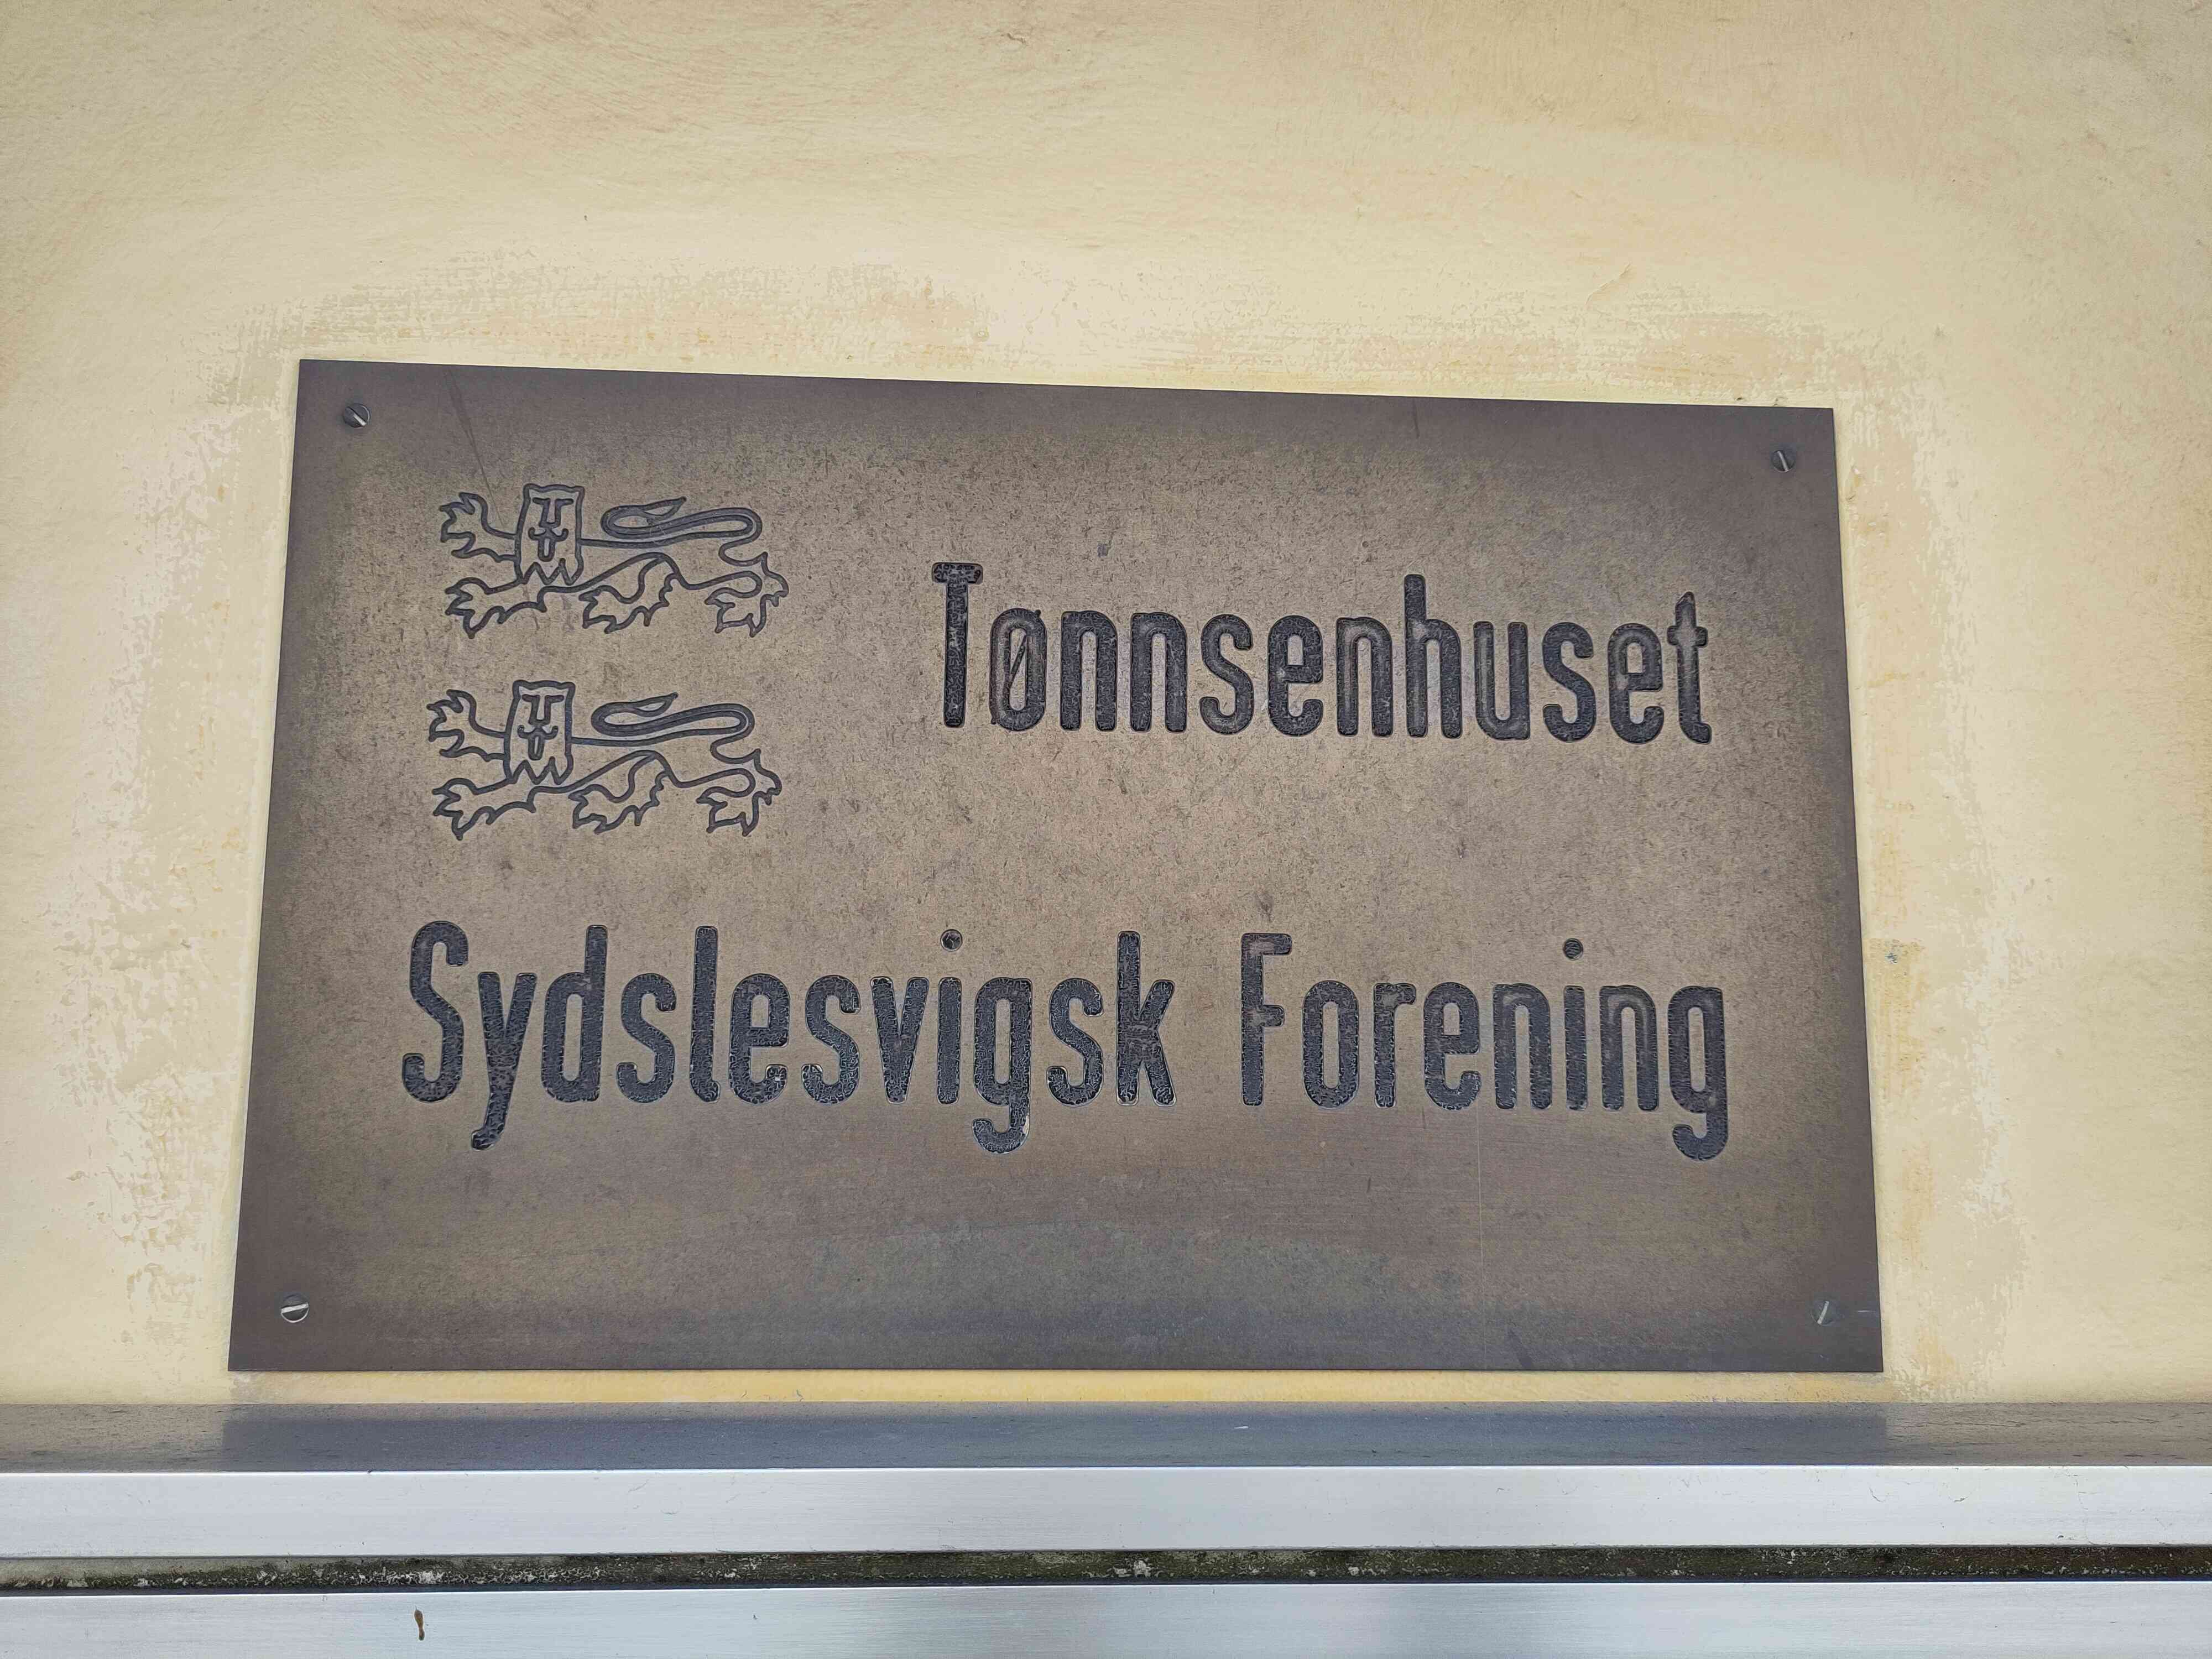 Tønnsenhuset
Sydslesvigsk Forening